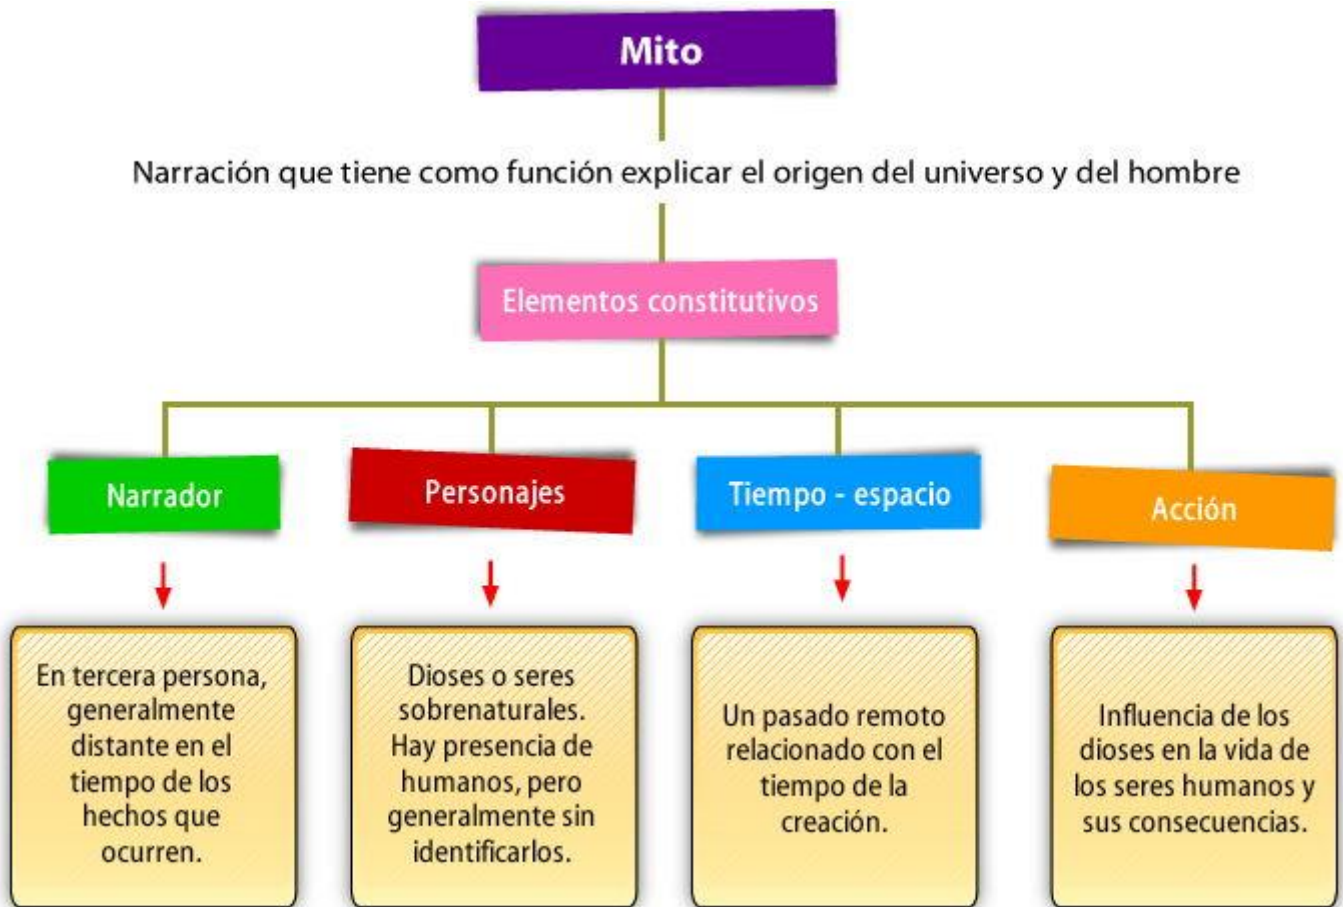 Mito
Narración que tiene como función explicar el origen del universo y del hombre
Elementos constitutivos
Narrador
Personajes
Tiempo - espacio
Acción
En tercera persona,
generalmente
distante en el
tiempo de los
hechos que
ocurren.
Dioses o seres
sobrenaturales.
Hay presencia de
humanos, pero
generalmente sin
identificarlos.
Un pasado remoto
relacionado con el
tiempo de la
creación.
Influencia de los
dioses en la vida de
los seres humanos y
sus consecuencias.